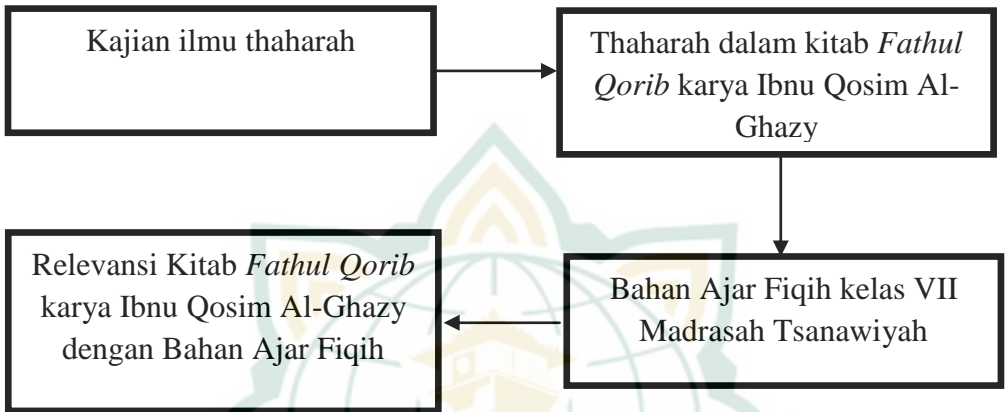 Kajian ilmu thaharah
Thaharah dalam kitab Fathul
Qorib karya Ibnu Qosim Al-
Ghazy
Bahan Ajar Fiqih kelas VII
Madrasah Tsanawiyah
Relevansi Kitab Fathul Qorib
karya Ibnu Qosim Al-Ghazy
dengan Bahan Ajar Fiqih